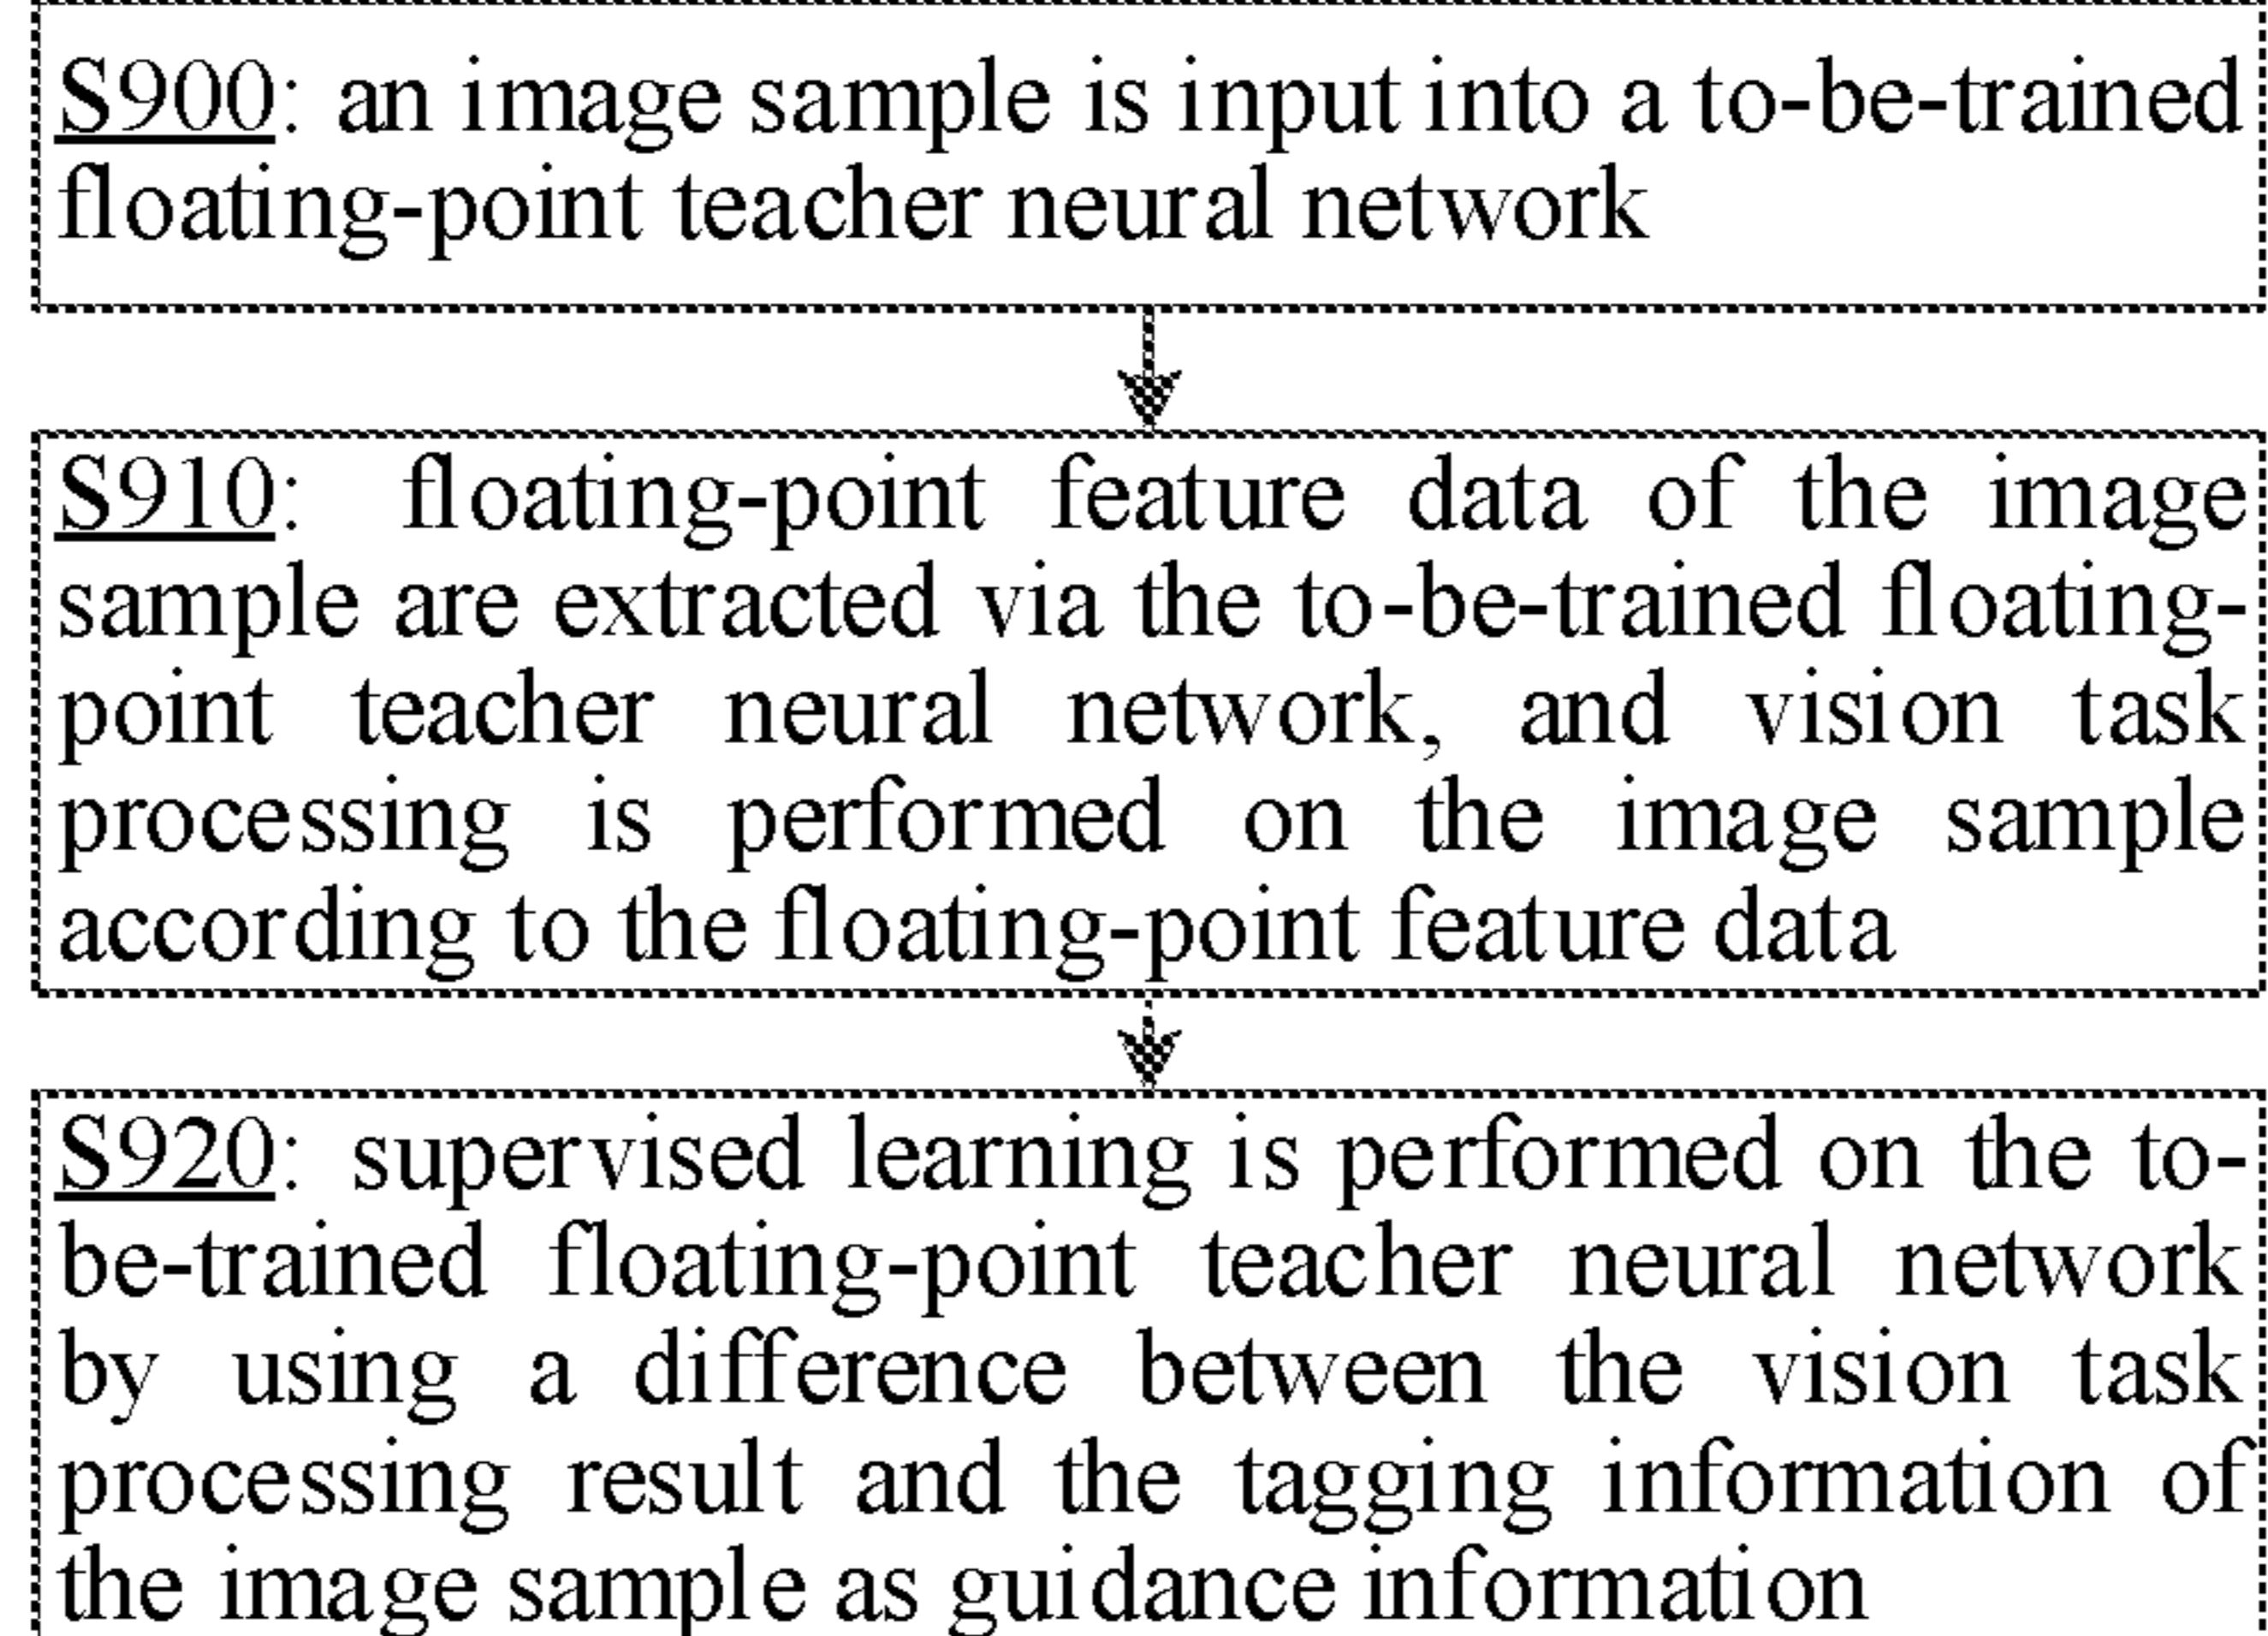 S900: an image sample is input into a to-be-trained
floating-point teacher neural network
S910: floating-point feature data of the image
sample are extracted via the to-be-trained floating-
point teacher neural network, and vision task
processing is performed on the image sample
according to the floating-point feature data
S920: supervised learning is performed on the to-
be-trained floating-point teacher neural network
by using a difference between the vision task
processing result and the tagging information of
the image sample as guidance information